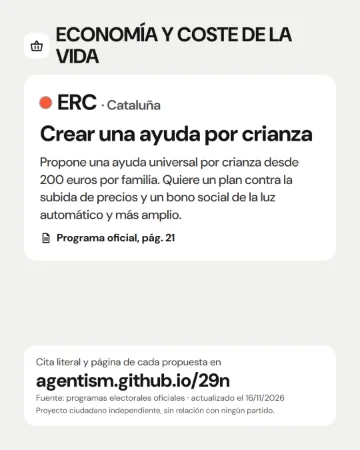 ECONOMÍA Y COSTE DE LA
VIDA
ERC · Cataluña
Crear una ayuda por crianza
Propone una ayuda universal por crianza desde
200 euros por familia. Quiere un plan contra la
subida de precios y un bono social de la luz
automático y más amplio.
Programa oficial, pág. 21
Cita literal y página de cada propuesta en
agentism.github.io/29n
Fuente: programas electorales oficiales · actualizado el 16/11/2026
Proyecto ciudadano independiente, sin relación con ningún partido.